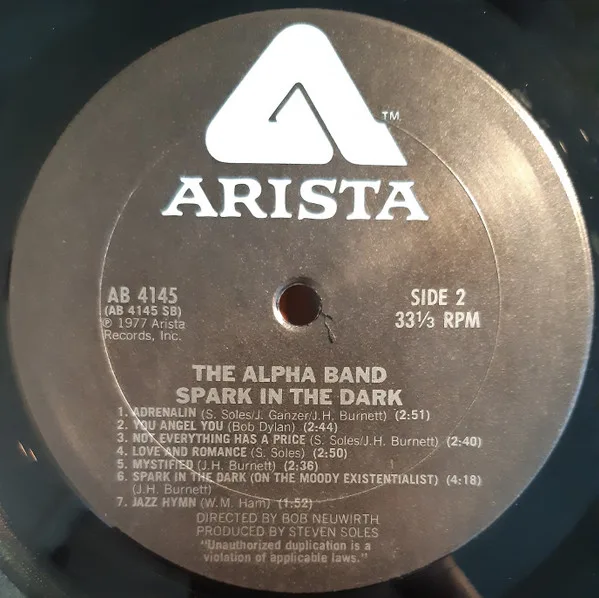 TM
ARISTA
AB 4145
(AB 4145 SB)
℗ 1977 Arista
Records, Inc.
SIDE 2
33⅓ RPM
THE ALPHA BAND
SPARK IN THE DARK
1. ADRENALIN (S. Soles/J. Ganzer/J.H. Burnett) (2:51)
2. YOU ANGEL YOU (Bob Dylan) (2:44)
3. NOT EVERYTHING HAS A PRICE (S. Soles/J.H. Burnett) (2:40)
4. LOVE AND ROMANCE (S. Soles) (2:50)
5. MYSTIFIED (J.H. Burnett) (2:36)
6. SPARK IN THE DARK (ON THE MOODY EXISTENTIALIST) (4:18)
(J.H. Burnett)
7. JAZZ HYMN (W.M. Ham) (1:52)
DIRECTED BY BOB NEUWIRTH
PRODUCED BY STEVEN SOLES
"Unauthorized duplication is a
violation of applicable laws."